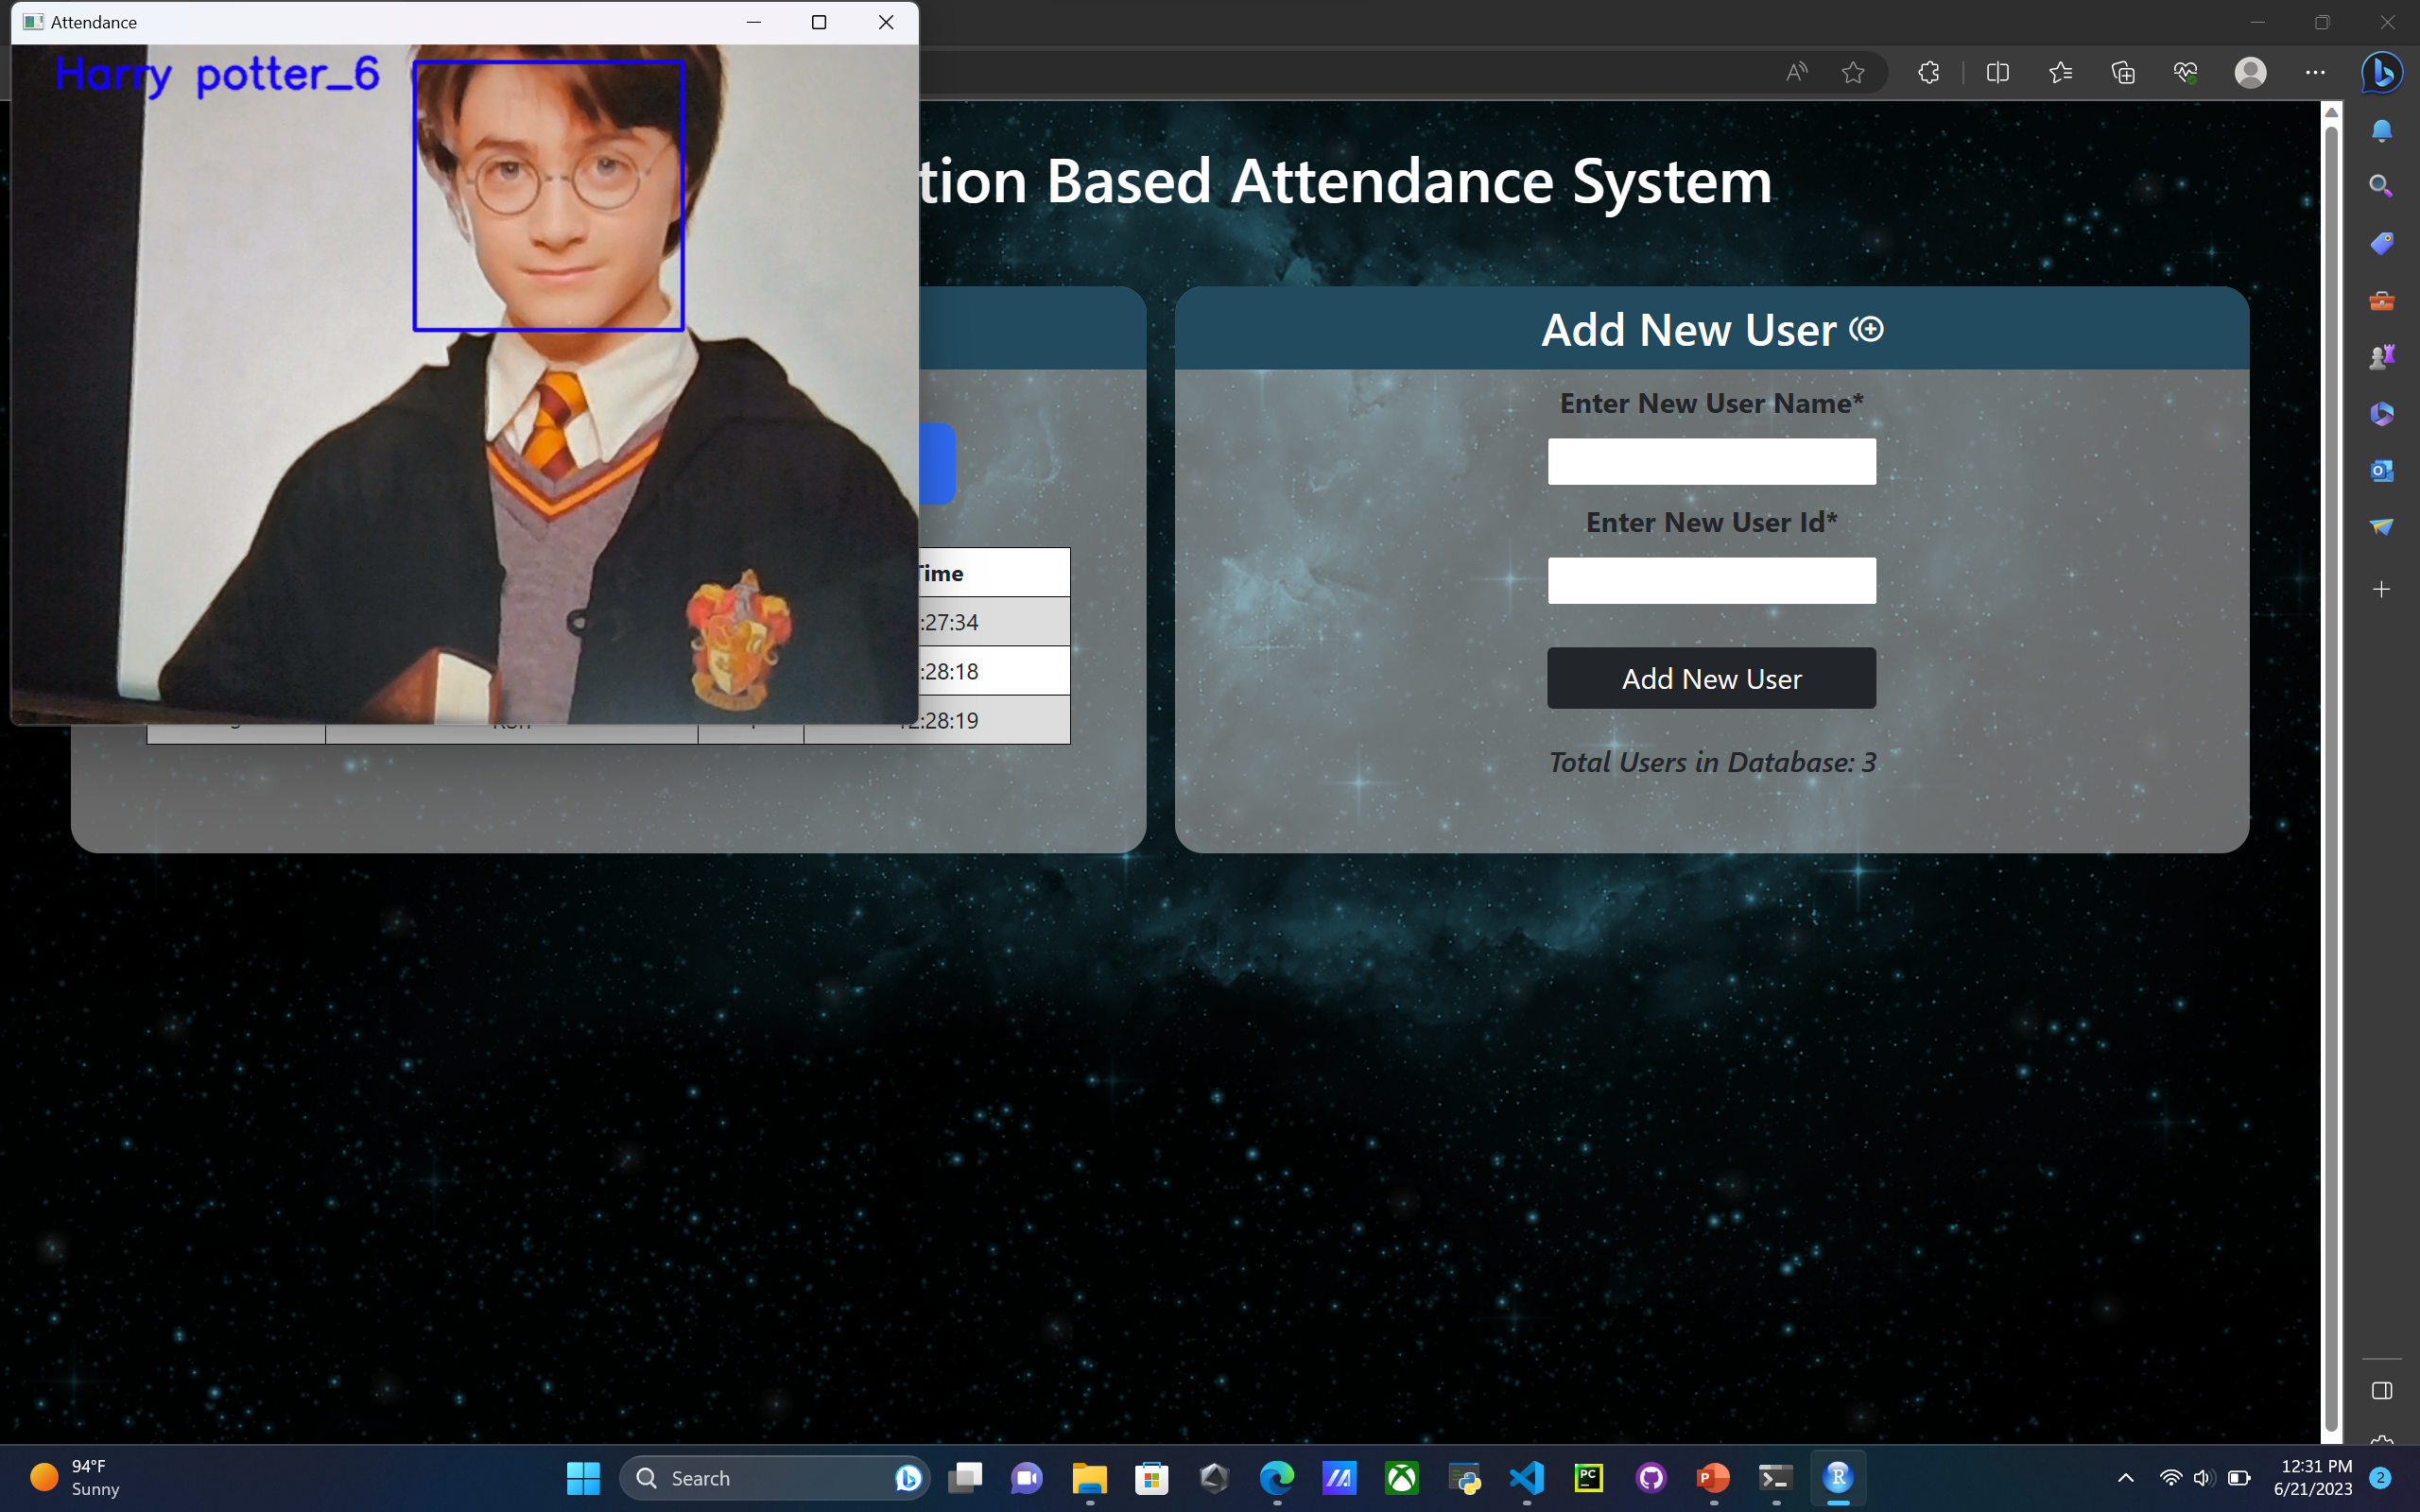 Attendance
Harry potter_6
tion Based Attendance System
Add New User
Enter New User Name*
Enter New User Id*
Add New User
Total Users in Database: 3
Time
:27:34
:28:18
12:28:19
94°F
Sunny
Search
12:31 PM
6/21/2023
2